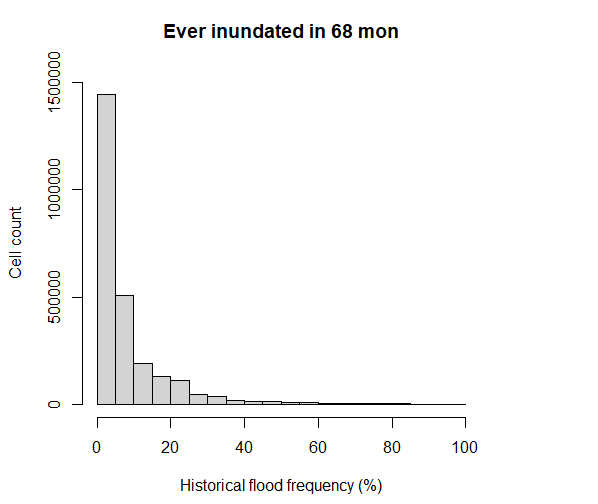 Ever inundated in 68 mon
1500000
1000000
500000
0
Cell count
0 20 40 60 80 100
Historical flood frequency (%)